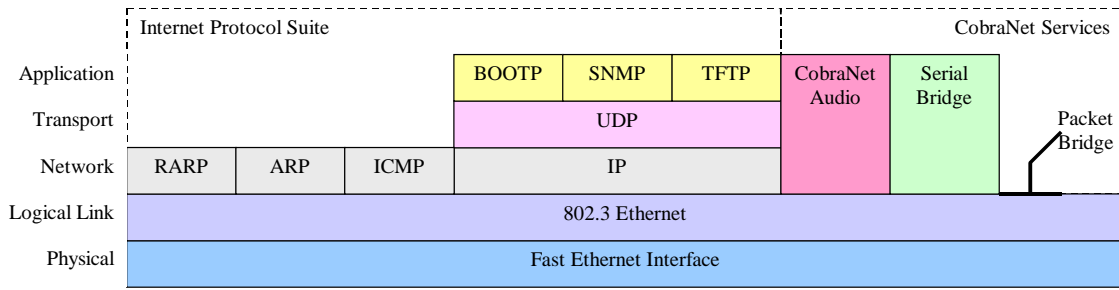 Internet Protocol Suite
CobraNet Services
Application
BOOTP
SNMP
TFTP
CobraNet
Audio
Serial
Bridge
Transport
UDP
Packet
Bridge
Network
RARP
ARP
ICMP
IP
Logical Link
802.3 Ethernet
Physical
Fast Ethernet Interface